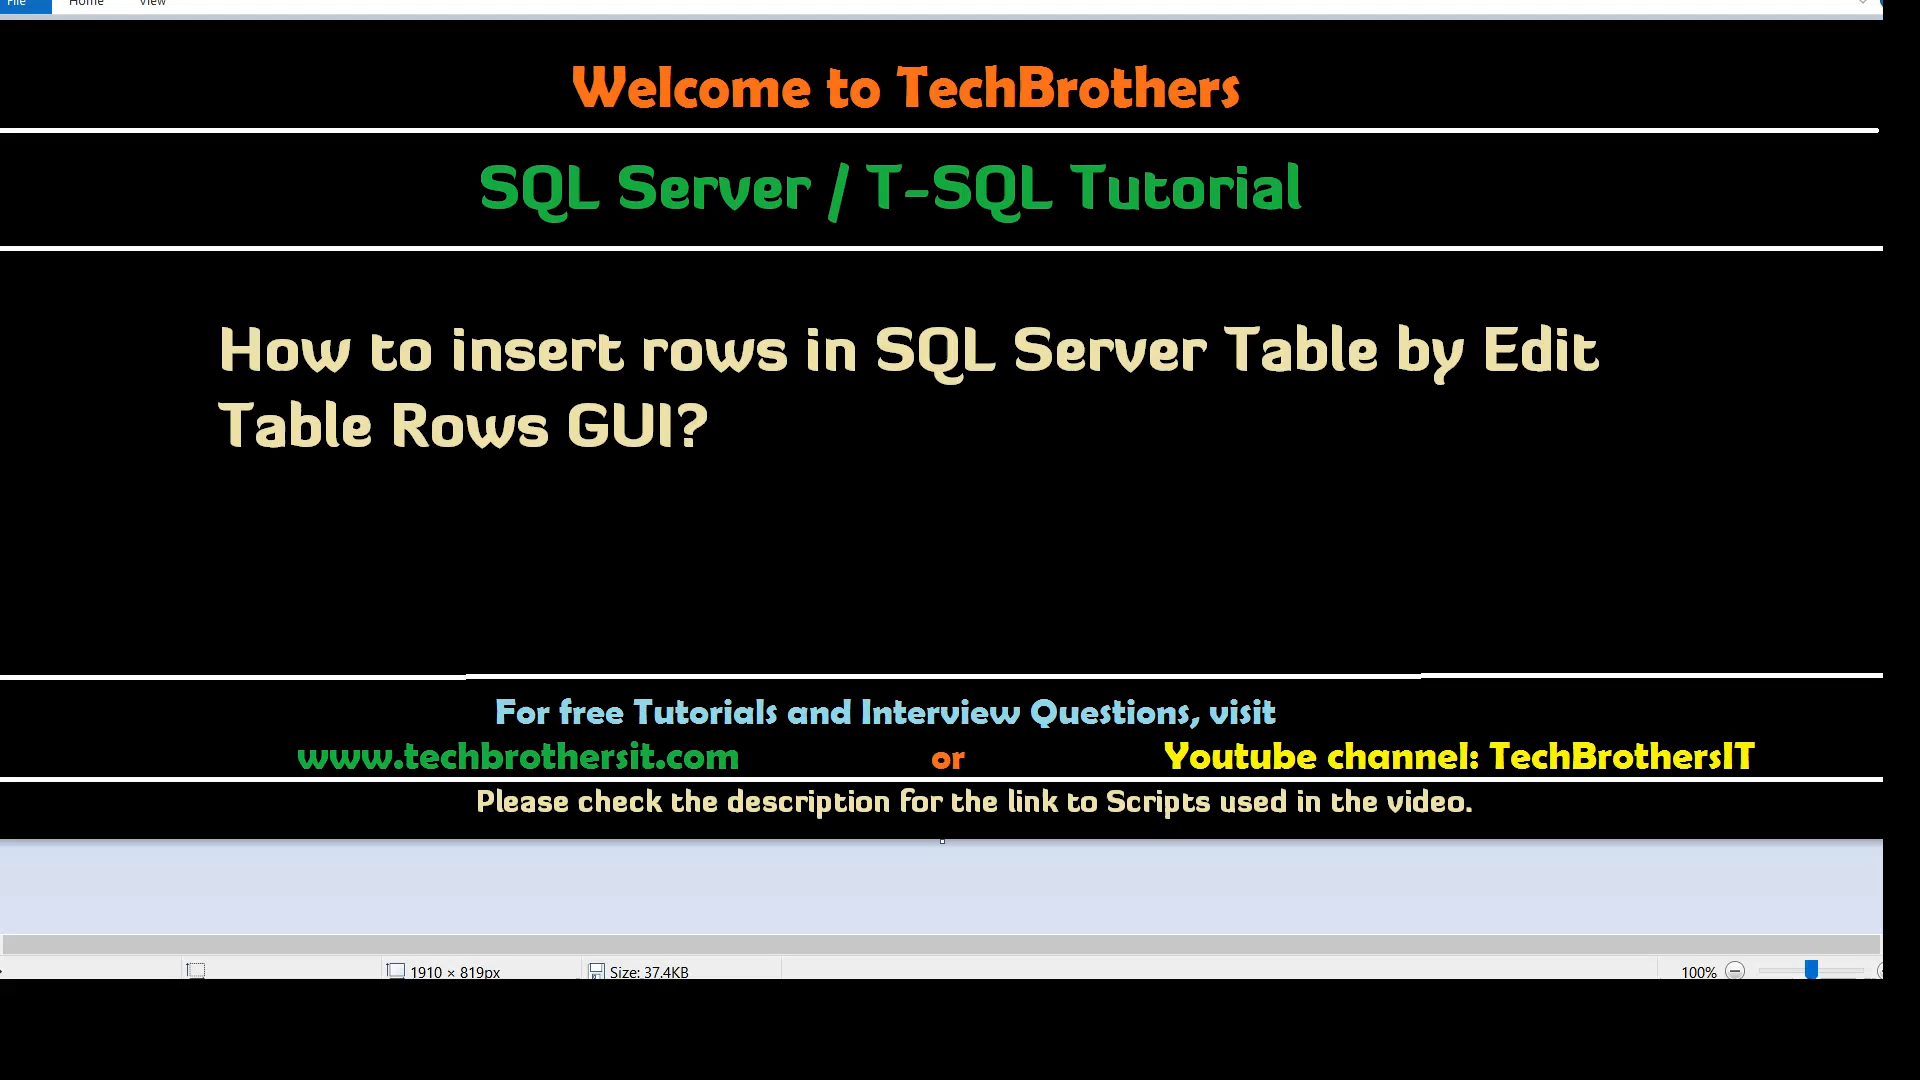 File Home View
Welcome to TechBrothers
SQL Server / T-SQL Tutorial
How to insert rows in SQL Server Table by Edit
Table Rows GUI?
For free Tutorials and Interview Questions, visit
www.techbrothersit.com or Youtube channel: TechBrothersIT
Please check the description for the link to Scripts used in the video.
1910 × 819px Size: 37.4KB 100%